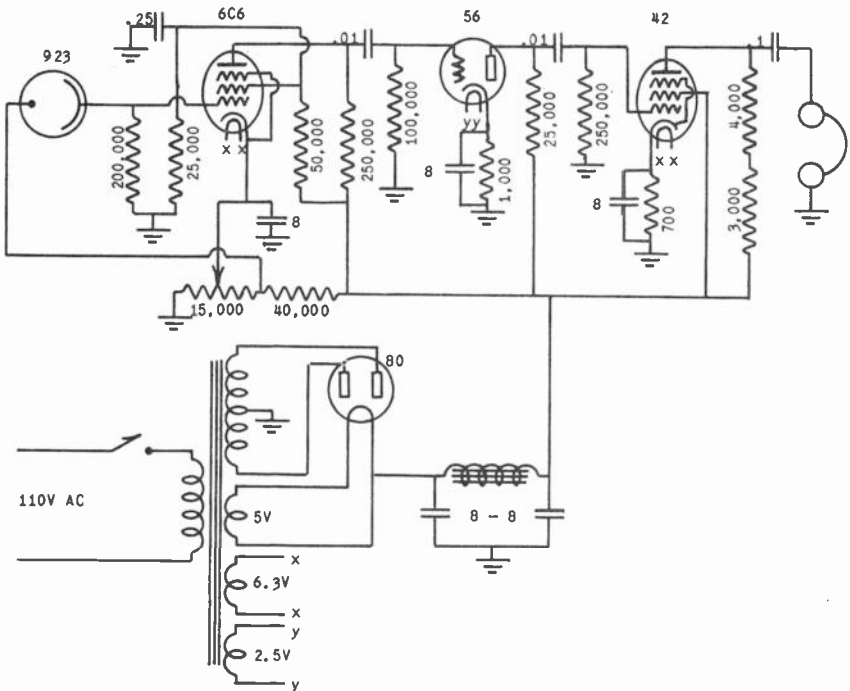 .25
6C6
56
42
923
.01
.01
.1
200,000
25,000
x x
50,000
250,000
100,000
yy
8
1,000
25,000
250,000
x x
8
700
4,000
3,000
8
15,000
40,000
80
110V AC
5V
8 - 8
x
6.3V
x
y
2.5V
y